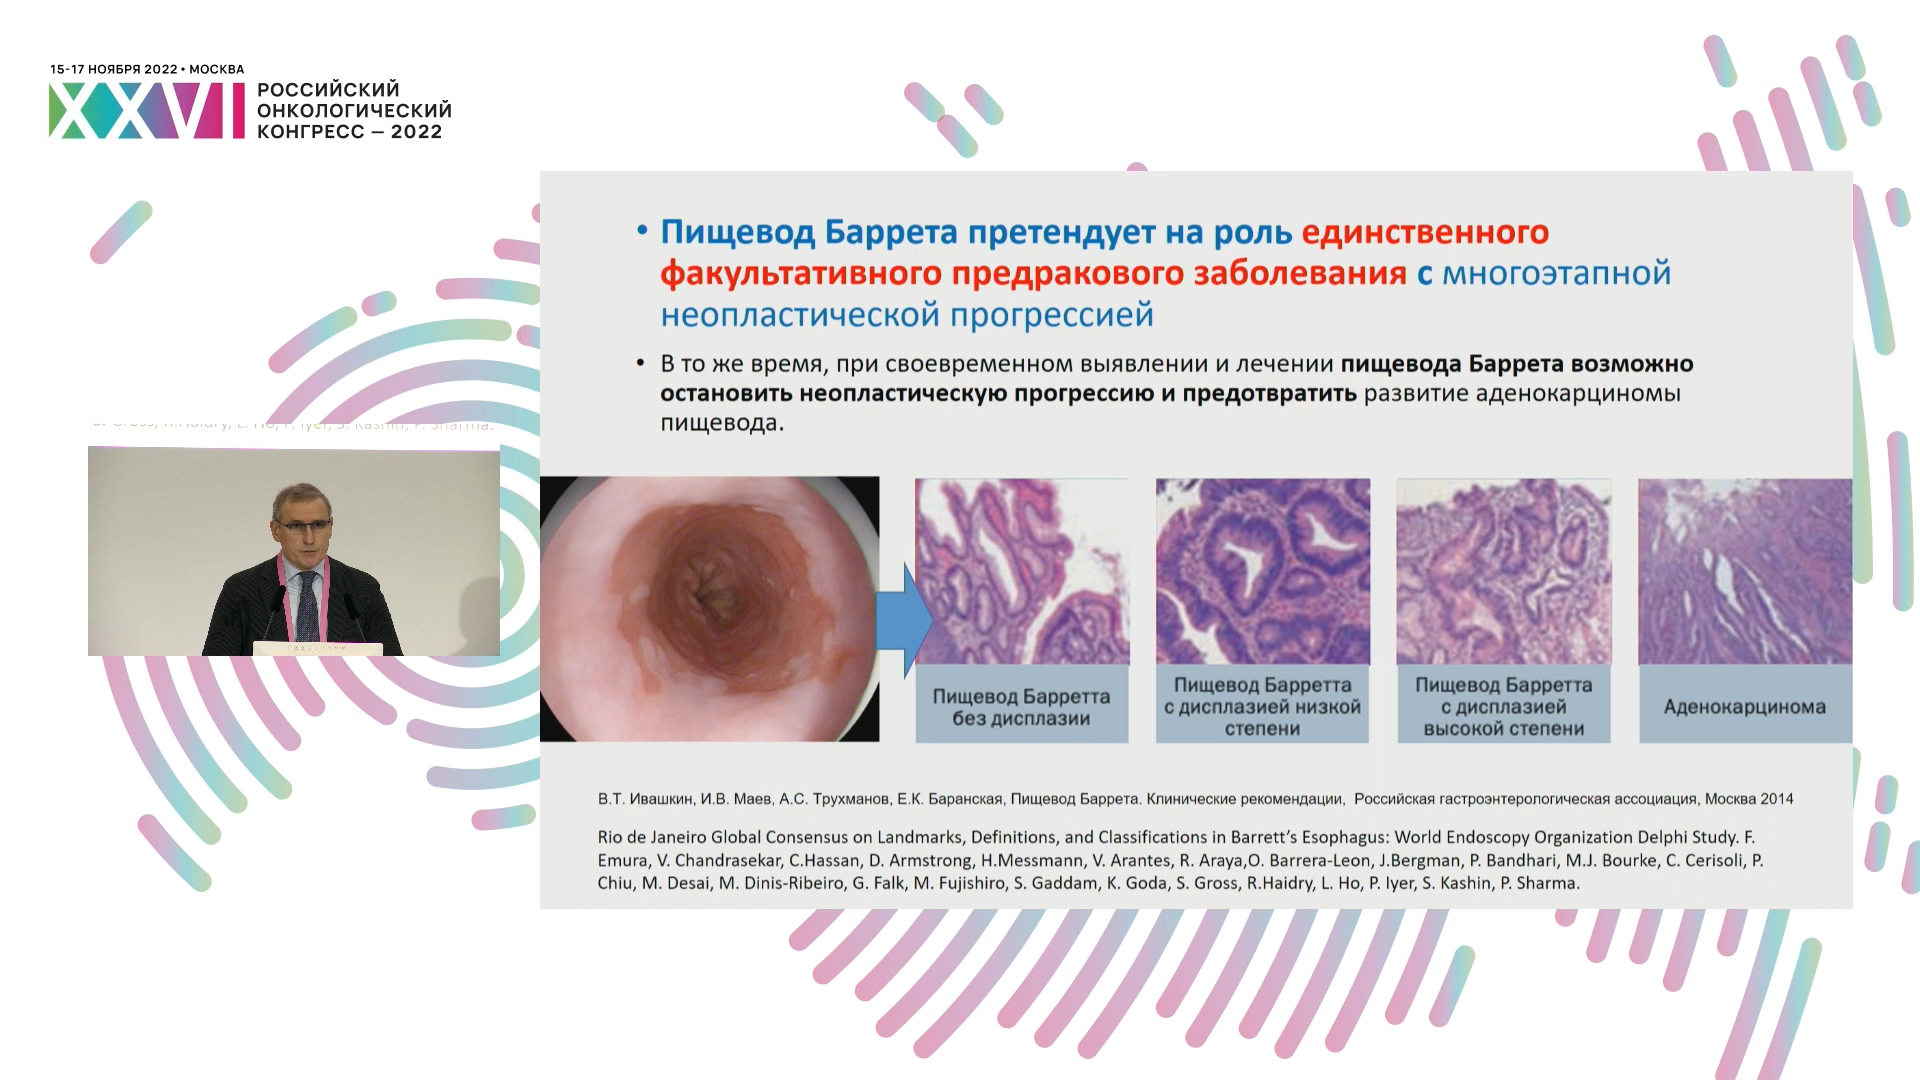 15-17 НОЯБРЯ 2022 • МОСКВА
XXVI
РОССИЙСКИЙ
ОНКОЛОГИЧЕСКИЙ
КОНГРЕСС – 2022
• Пищевод Баррета претендует на роль единственного
факультативного предракового заболевания с многоэтапной
неопластической прогрессией
• В то же время, при своевременном выявлении и лечении пищевода Баррета возможно
остановить неопластическую прогрессию и предотвратить развитие аденокарциномы
пищевода.
Пищевод Барретта
без дисплазии
Пищевод Барретта
с дисплазией низкой
степени
Пищевод Барретта
с дисплазией
высокой степени
Аденокарцинома
В.Т. Ивашкин, И.В. Маев, А.С. Трухманов, Е.К. Баранская, Пищевод Баррета. Клинические рекомендации, Российская гастроэнтерологическая ассоциация, Москва 2014
Rio de Janeiro Global Consensus on Landmarks, Definitions, and Classifications in Barrett’s Esophagus: World Endoscopy Organization Delphi Study. F.
Emura, V. Chandrasekar, C.Hassan, D. Armstrong, H.Messmann, V. Arantes, R. Araya,O. Barrera-Leon, J.Bergman, P. Bandhari, M.J. Bourke, C. Cerisoli, P.
Chiu, M. Desai, M. Dinis-Ribeiro, G. Falk, M. Fujishiro, S. Gaddam, K. Goda, S. Gross, R.Haidry, L. Ho, P. Iyer, S. Kashin, P. Sharma.